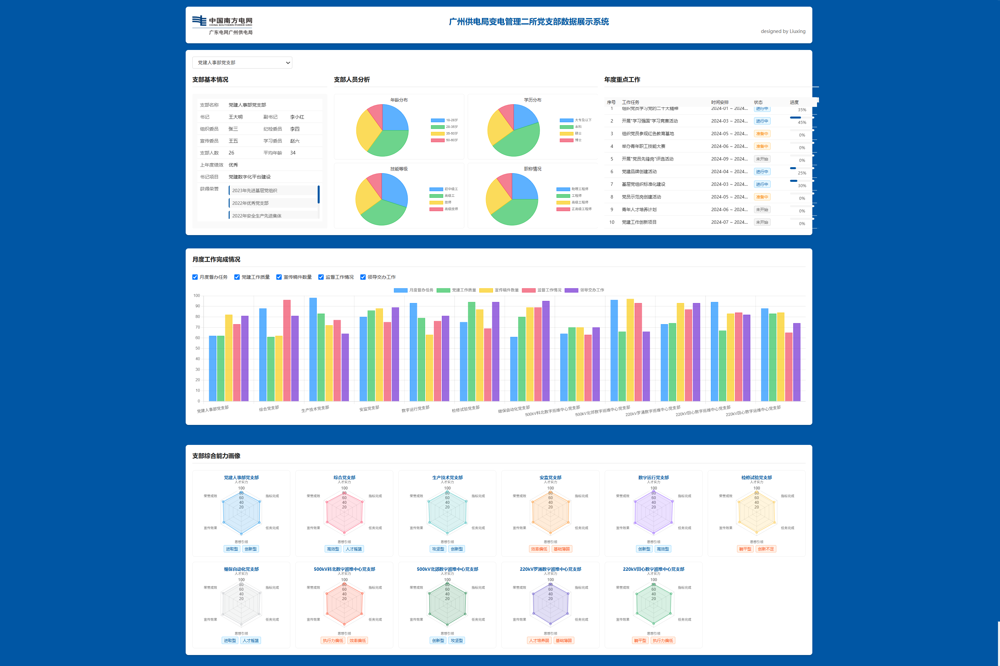 中国南方电网
CHINA SOUTHERN POWER GRID
广东电网广州供电局
广州供电局变电管理二所党支部数据展示系统
designed by Liuxing
党建人事部党支部
支部基本情况
支部名称 党建人事部党支部
书记 王大明 副书记 李小红
组织委员 张三 纪检委员 李四
宣传委员 王五 学习委员 赵六
支部人数 26 平均年龄 34
上年度绩效 优秀
书记项目 党建数字化平台建设
获得荣誉 2023年先进基层党组织
2022年优秀党支部
2022年安全生产先进集体
支部人员分析
年龄分布
18-28岁
28-35岁
35-50岁
50-60岁
学历分布
大专及以下
本科
硕士
博士
技能等级
初中级工
高级工
技师
高级技师
职称情况
助理工程师
工程师
高级工程师
正高级工程师
年度重点工作
序号 工作任务 时间安排 状态 进度
1 组织党员学习党的二十大精神 2024-01 ~ 2024... 进行中 35%
2 开展"学习强国"学习竞赛活动 2024-03 ~ 2024... 进行中 45%
3 组织党员参观红色教育基地 2024-05 ~ 2024... 准备中 0%
4 举办青年职工技能大赛 2024-06 ~ 2024... 准备中 0%
5 开展"党员先锋岗"评选活动 2024-09 ~ 2024... 未开始 0%
6 党建品牌创建活动 2024-04 ~ 2024... 进行中 25%
7 基层党组织标准化建设 2024-03 ~ 2024... 进行中 30%
8 党员示范岗创建活动 2024-05 ~ 2024... 准备中 0%
9 青年人才培养计划 2024-06 ~ 2024... 未开始 0%
10 党建工作创新项目 2024-07 ~ 2024... 未开始 0%
月度工作完成情况
月度督办任务 党建工作质量 宣传稿件数量 监督工作情况 领导交办工作
月度督办任务 党建工作质量 宣传稿件数量 监督工作情况 领导交办工作
100
90
80
70
60
50
40
30
20
10
0
党建人事部党支部 综合党支部 生产技术党支部 安监党支部 数字运行党支部 检修试验党支部 继保自动化党支部 500kV科北数字巡维中心党支部 500kV北郊数字巡维中心党支部 220kV罗涌数字巡维中心党支部 220kV田心数字巡维中心党支部 220kV田心数字运维中心党支部
支部综合能力画像
党建人事部党支部
人才实力
100
80
60
40
20
荣誉成效 指标完成
宣传效果 任务完成
思想引领
进取型 创新型
综合党支部
人才实力
100
80
60
40
20
荣誉成效 指标完成
宣传效果 任务完成
思想引领
高效型 人才摇篮
生产技术党支部
人才实力
100
80
60
40
20
荣誉成效 指标完成
宣传效果 任务完成
思想引领
攻坚型 创新型
安监党支部
人才实力
100
80
60
40
20
荣誉成效 指标完成
宣传效果 任务完成
思想引领
效率偏低 基础薄弱
数字运行党支部
人才实力
100
80
60
40
20
荣誉成效 指标完成
宣传效果 任务完成
思想引领
创新型 高效型
检修试验党支部
人才实力
100
80
60
40
20
荣誉成效 指标完成
宣传效果 任务完成
思想引领
躺平型 创新不足
继保自动化党支部
人才实力
100
80
60
40
20
荣誉成效 指标完成
宣传效果 任务完成
思想引领
进取型 人才摇篮
500kV科北数字巡维中心党支部
人才实力
100
80
60
40
20
荣誉成效 指标完成
宣传效果 任务完成
思想引领
执行力偏低 效率偏低
500kV北郊数字巡维中心党支部
人才实力
100
80
60
40
20
荣誉成效 指标完成
宣传效果 任务完成
思想引领
创新型 攻坚型
220kV罗涌数字巡维中心党支部
人才实力
100
80
60
40
20
荣誉成效 指标完成
宣传效果 任务完成
思想引领
人才培养弱 基础薄弱
220kV田心数字巡维中心党支部
人才实力
100
80
60
40
20
荣誉成效 指标完成
宣传效果 任务完成
思想引领
躺平型 执行力偏低